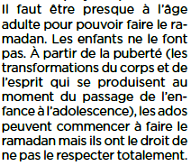 Il faut être presque à l'âge
adulte pour pouvoir faire le ra-
madan. Les enfants ne le font
pas. À partir de la puberté (les
transformations du corps et de
l'esprit qui se produisent au
moment du passage de l'en-
fance à l'adolescence), les ados
peuvent commencer à faire le
ramadan mais ils ont le droit de
ne pas le respecter totalement.